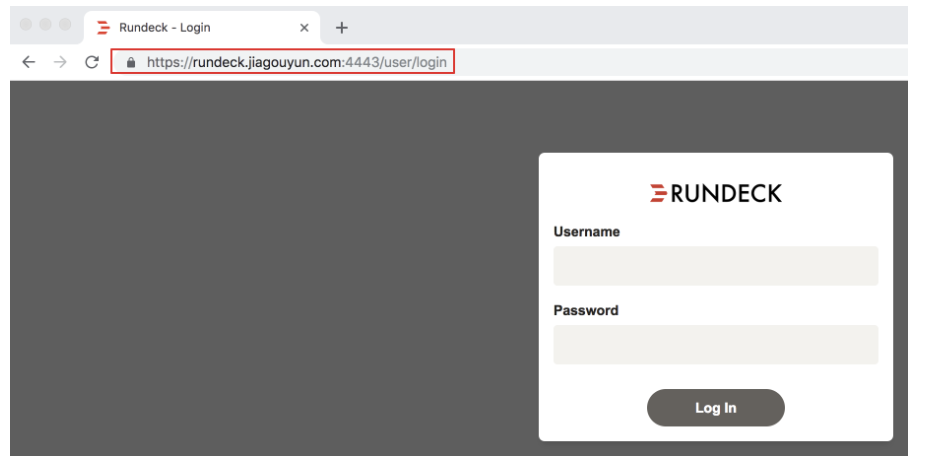 Rundeck - Login
https://rundeck.jiagouyun.com:4443/user/login
RUNDECK
Username
Password
Log In